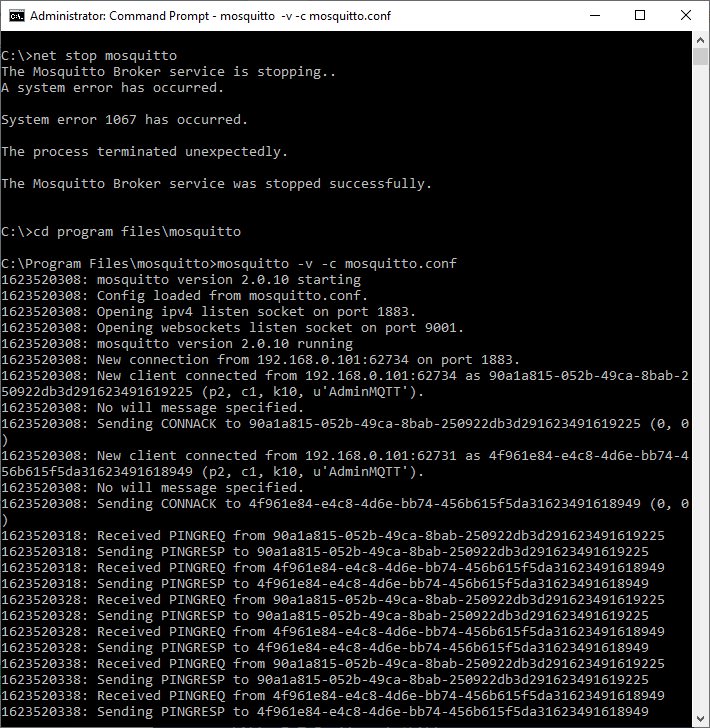 Administrator: Command Prompt - mosquitto  -v -c mosquitto.conf
C:\>net stop mosquitto
The Mosquitto Broker service is stopping..
A system error has occurred.
System error 1067 has occurred.
The process terminated unexpectedly.
The Mosquitto Broker service was stopped successfully.
C:\>cd program files\mosquitto
C:\Program Files\mosquitto>mosquitto -v -c mosquitto.conf
1623520308: mosquitto version 2.0.10 starting
1623520308: Config loaded from mosquitto.conf.
1623520308: Opening ipv4 listen socket on port 1883.
1623520308: Opening websockets listen socket on port 9001.
1623520308: mosquitto version 2.0.10 running
1623520308: New connection from 192.168.0.101:62734 on port 1883.
1623520308: New client connected from 192.168.0.101:62734 as 90a1a815-052b-49ca-8bab-2
50922db3d291623491619225 (p2, c1, k10, u'AdminMQTT').
1623520308: No will message specified.
1623520308: Sending CONNACK to 90a1a815-052b-49ca-8bab-250922db3d291623491619225 (0, 0
)
1623520308: New client connected from 192.168.0.101:62731 as 4f961e84-e4c8-4d6e-bb74-4
56b615f5da31623491618949 (p2, c1, k10, u'AdminMQTT').
1623520308: No will message specified.
1623520308: Sending CONNACK to 4f961e84-e4c8-4d6e-bb74-456b615f5da31623491618949 (0, 0
)
1623520318: Received PINGREQ from 90a1a815-052b-49ca-8bab-250922db3d291623491619225
1623520318: Sending PINGRESP to 90a1a815-052b-49ca-8bab-250922db3d291623491619225
1623520318: Received PINGREQ from 4f961e84-e4c8-4d6e-bb74-456b615f5da31623491618949
1623520318: Sending PINGRESP to 4f961e84-e4c8-4d6e-bb74-456b615f5da31623491618949
1623520328: Received PINGREQ from 90a1a815-052b-49ca-8bab-250922db3d291623491619225
1623520328: Sending PINGRESP to 90a1a815-052b-49ca-8bab-250922db3d291623491619225
1623520328: Received PINGREQ from 4f961e84-e4c8-4d6e-bb74-456b615f5da31623491618949
1623520328: Sending PINGRESP to 4f961e84-e4c8-4d6e-bb74-456b615f5da31623491618949
1623520338: Received PINGREQ from 90a1a815-052b-49ca-8bab-250922db3d291623491619225
1623520338: Sending PINGRESP to 90a1a815-052b-49ca-8bab-250922db3d291623491619225
1623520338: Received PINGREQ from 4f961e84-e4c8-4d6e-bb74-456b615f5da31623491618949
1623520338: Sending PINGRESP to 4f961e84-e4c8-4d6e-bb74-456b615f5da31623491618949